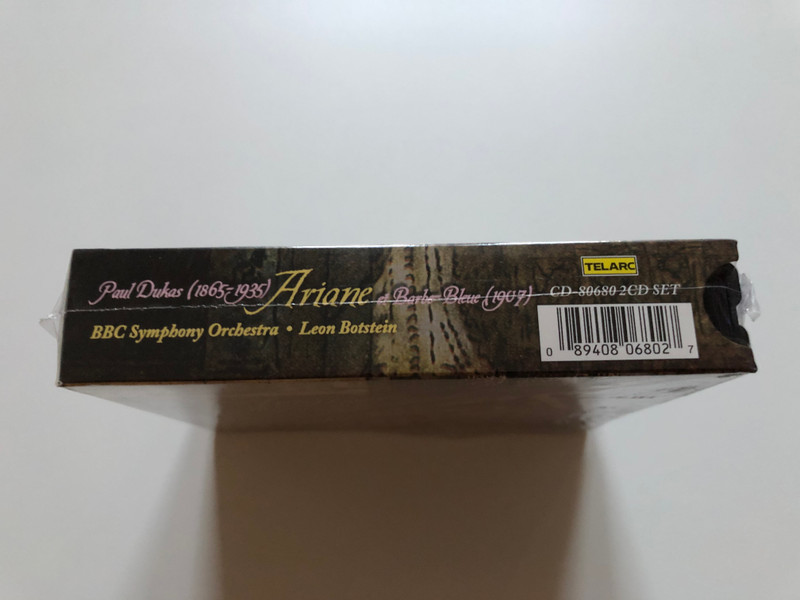 Paul Dukas (1865-1935) Ariane et Barbe-Bleue (1907)
BBC Symphony Orchestra • Leon Botstein
TELARC
CD-80680 2CD SET
0 89408 06802 7